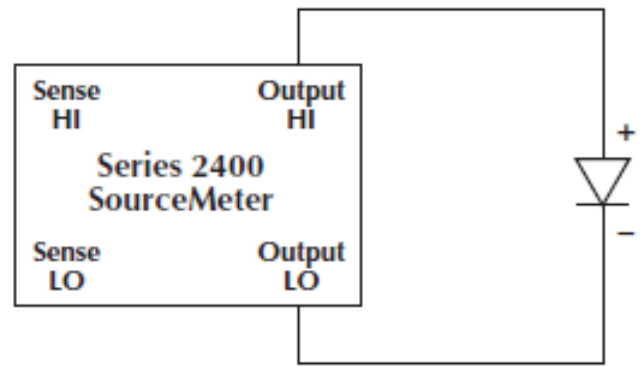 Sense Output
HI HI
Series 2400
SourceMeter
Sense Output
LO LO
+
−